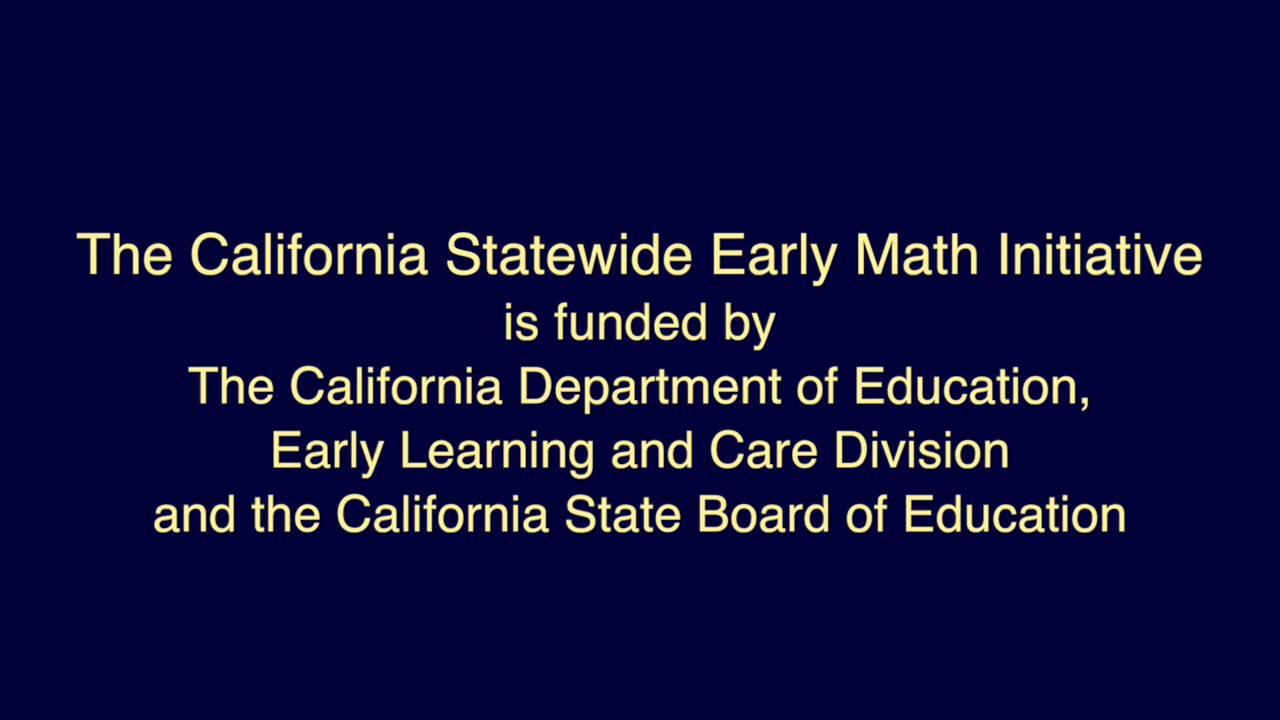 The California Statewide Early Math Initiative
is funded by
The California Department of Education,
Early Learning and Care Division
and the California State Board of Education